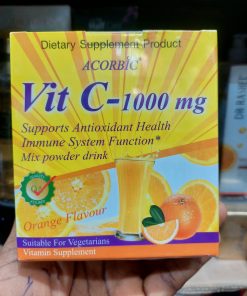 Dietary Supplement Product
ACORBIC
Vit C-1000 mg
Supports Antioxidant Health
Immune System Function*
Mix powder drink
Orange Flavour
Suitable For Vegetarians
Vitamin Supplement